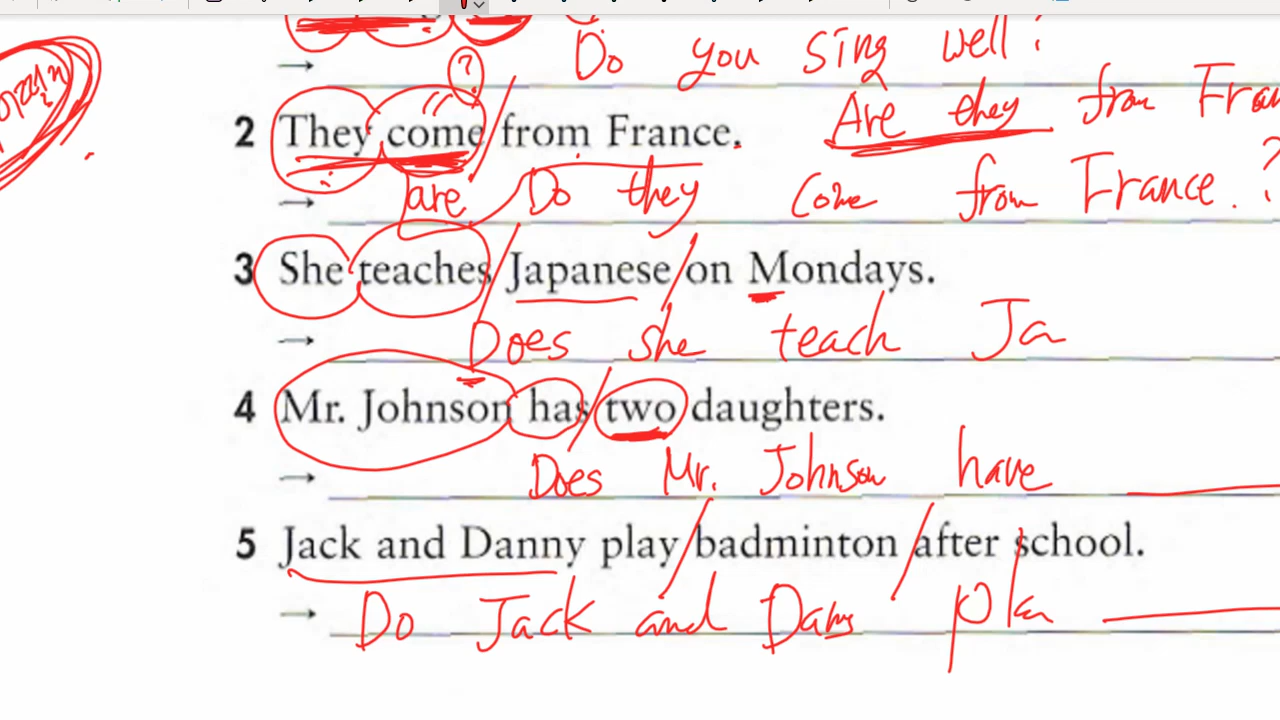 Do you sing well?
Are they from Fran
2 They come from France.
→ are Do they come from France.?
3 She teaches Japanese on Mondays.
→ Does she teach Ja
4 Mr. Johnson has two daughters.
→ Does Mr. Johnson have
5 Jack and Danny play badminton after school.
→ Do Jack and Dany pla